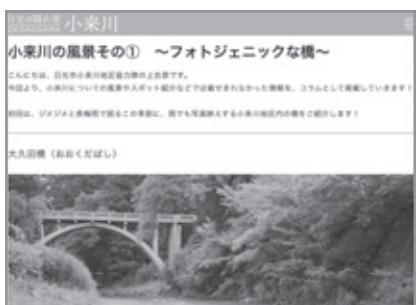 日光の隠れ里
OKOROGAWA 小来川
小来川の風景その① 〜フォトジェニックな橋〜
こんにちは、日光市小来川地区協力隊の上吉原です。
今回より、小来川についての風景やスポット紹介などでは載せきれなかった情報を、コラムとして掲載していきます！
初回は、ジメジメと長梅雨で困るこの季節に、雨でも写真映えする小来川地区内の橋をご紹介します！
大久田橋（おおくだばし）